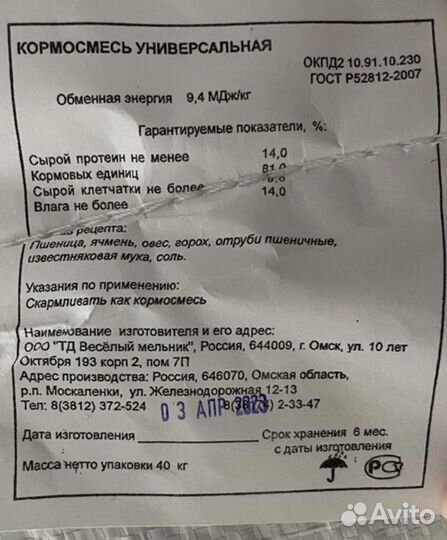 КОРМОСМЕСЬ УНИВЕРСАЛЬНАЯ
ОКПД2 10.91.10.230
ГОСТ Р52812-2007
Обменная энергия 9,4 МДж/кг
Гарантируемые показатели, %:
Сырой протеин не менее 14,0
Кормовых единиц
Сырой клетчатки не более
Влага не более 14,0
рецепта:
Пшеница, ячмень, овес, горох, отруби пшеничные,
известняковая мука, соль.
Указания по применению:
Скармливать как кормосмесь
Наименование изготовителя и его адрес:
ООО "ТД Весёлый мельник", Россия, 644009, г. Омск, ул. 10 лет
Октября 193 корп 2, пом 7П
Адрес производства: Россия, 646070, Омская область,
р.п. Москаленки, ул. Железнодорожная 12-13
Тел: 8(3812) 372-524 2-33-47
03 АПР 2023
Дата изготовления Срок хранения 6 мес.
с даты изготовления
Масса нетто упаковки 40 кг
РСТ
Avito